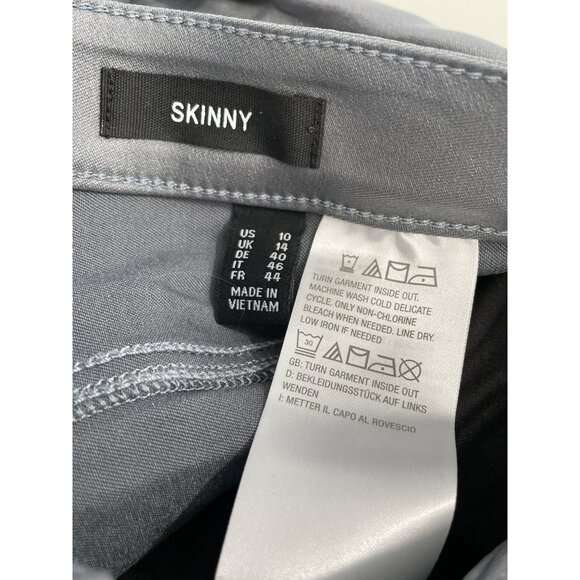 SKINNY
US 10
UK 14
DE 40
IT 46
FR 44
MADE IN
VIETNAM
TURN GARMENT INSIDE OUT.
MACHINE WASH COLD DELICATE
CYCLE. ONLY NON-CHLORINE
BLEACH WHEN NEEDED. LINE DRY.
LOW IRON IF NEEDED
30
GB: TURN GARMENT INSIDE OUT
D: BEKLEIDUNGSSTÜCK AUF LINKS
WENDEN
I: METTER IL CAPO AL ROVESCIO